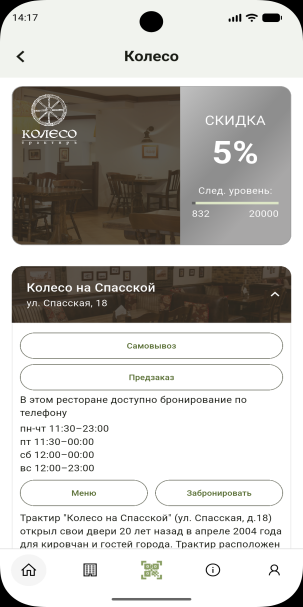 14:17
Колесо
КОЛЕСО
трактиръ
СКИДКА
5%
След. уровень:
832 20000
Колесо на Спасской
ул. Спасская, 18
Самовывоз
Предзаказ
В этом ресторане доступно бронирование по
телефону
пн-чт 11:30–23:00
пт 11:30–00:00
сб 12:00–00:00
вс 12:00–23:00
Меню Забронировать
Трактир "Колесо на Спасской" (ул. Спасская, д.18)
открыл свои двери 20 лет назад в апреле 2004 года
для кировчан и гостей города. Трактир расположен